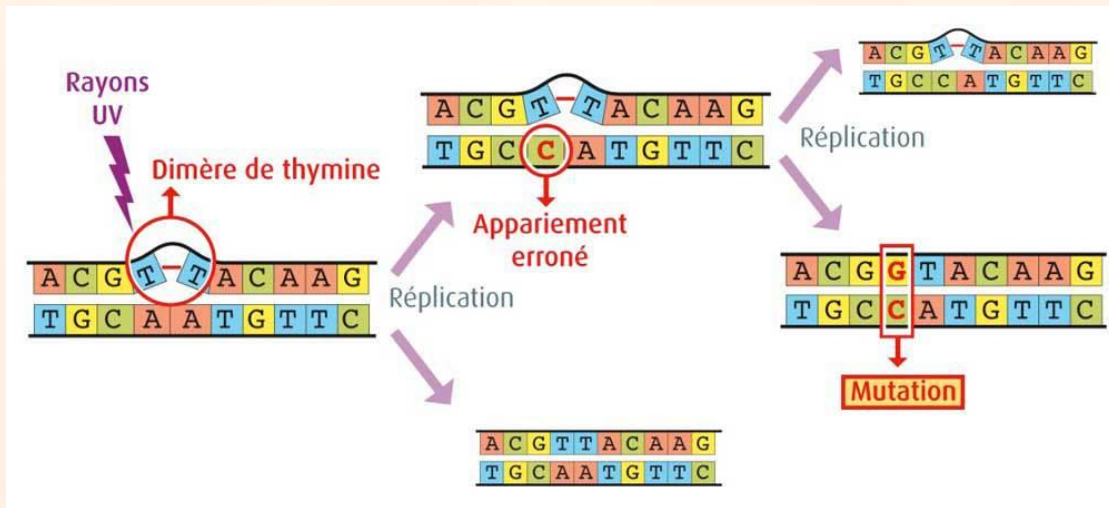 Rayons
UV
Dimère de thymine
A C G T T A C A A G
T G C A A T G T T C
Réplication
A C G T T A C A A G
T G C C A T G T T C
Appariement
erroné
A C G T T A C A A G
T G C A A T G T T C
Réplication
A C G T T A C A A G
T G C C A T G T T C
A C G G T A C A A G
T G C C A T G T T C
Mutation